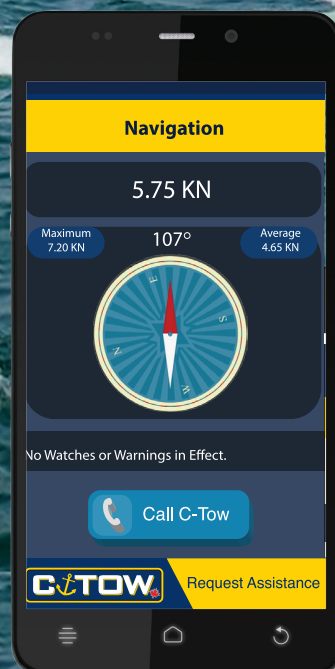 Navigation
5.75 KN
Maximum
7.20 KN
107°
Average
4.65 KN
E
S
N
W
No Watches or Warnings in Effect.
Call C-Tow
C TOW
Request Assistance